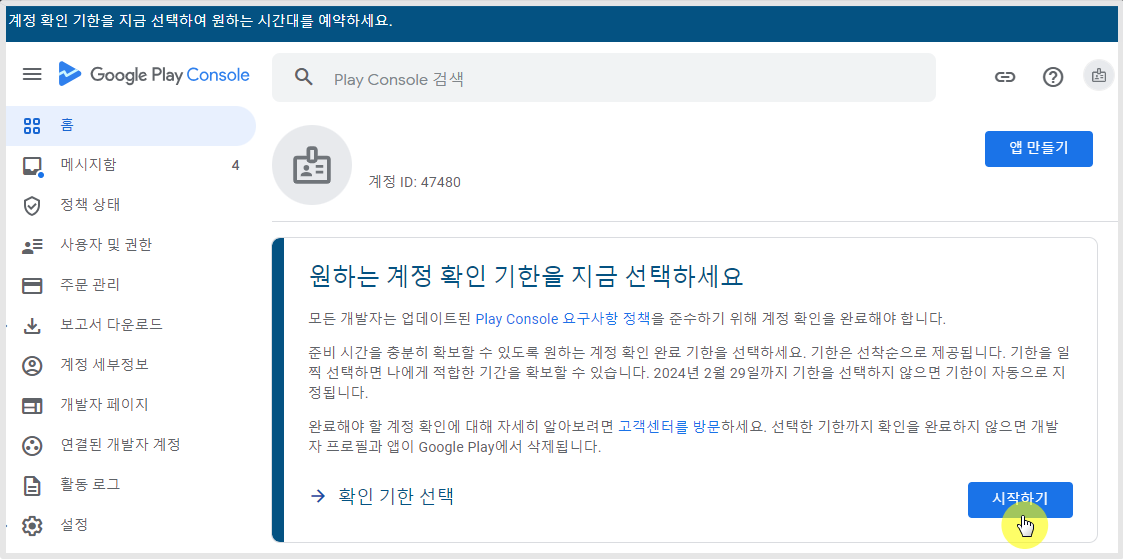 계정 확인 기한을 지금 선택하여 원하는 시간대를 예약하세요.
Google Play Console
Play Console 검색
홈
메시지함 4
정책 상태
사용자 및 권한
주문 관리
보고서 다운로드
계정 세부정보
개발자 페이지
연결된 개발자 계정
활동 로그
설정
계정 ID: 47480
앱 만들기
원하는 계정 확인 기한을 지금 선택하세요
모든 개발자는 업데이트된 Play Console 요구사항 정책을 준수하기 위해 계정 확인을 완료해야 합니다.
준비 시간을 충분히 확보할 수 있도록 원하는 계정 확인 완료 기한을 선택하세요. 기한은 선착순으로 제공됩니다. 기한을 일
찍 선택하면 나에게 적합한 기간을 확보할 수 있습니다. 2024년 2월 29일까지 기한을 선택하지 않으면 기한이 자동으로 지
정됩니다.
완료해야 할 계정 확인에 대해 자세히 알아보려면 고객센터를 방문하세요. 선택한 기한까지 확인을 완료하지 않으면 개발
자 프로필과 앱이 Google Play에서 삭제됩니다.
확인 기한 선택
시작하기